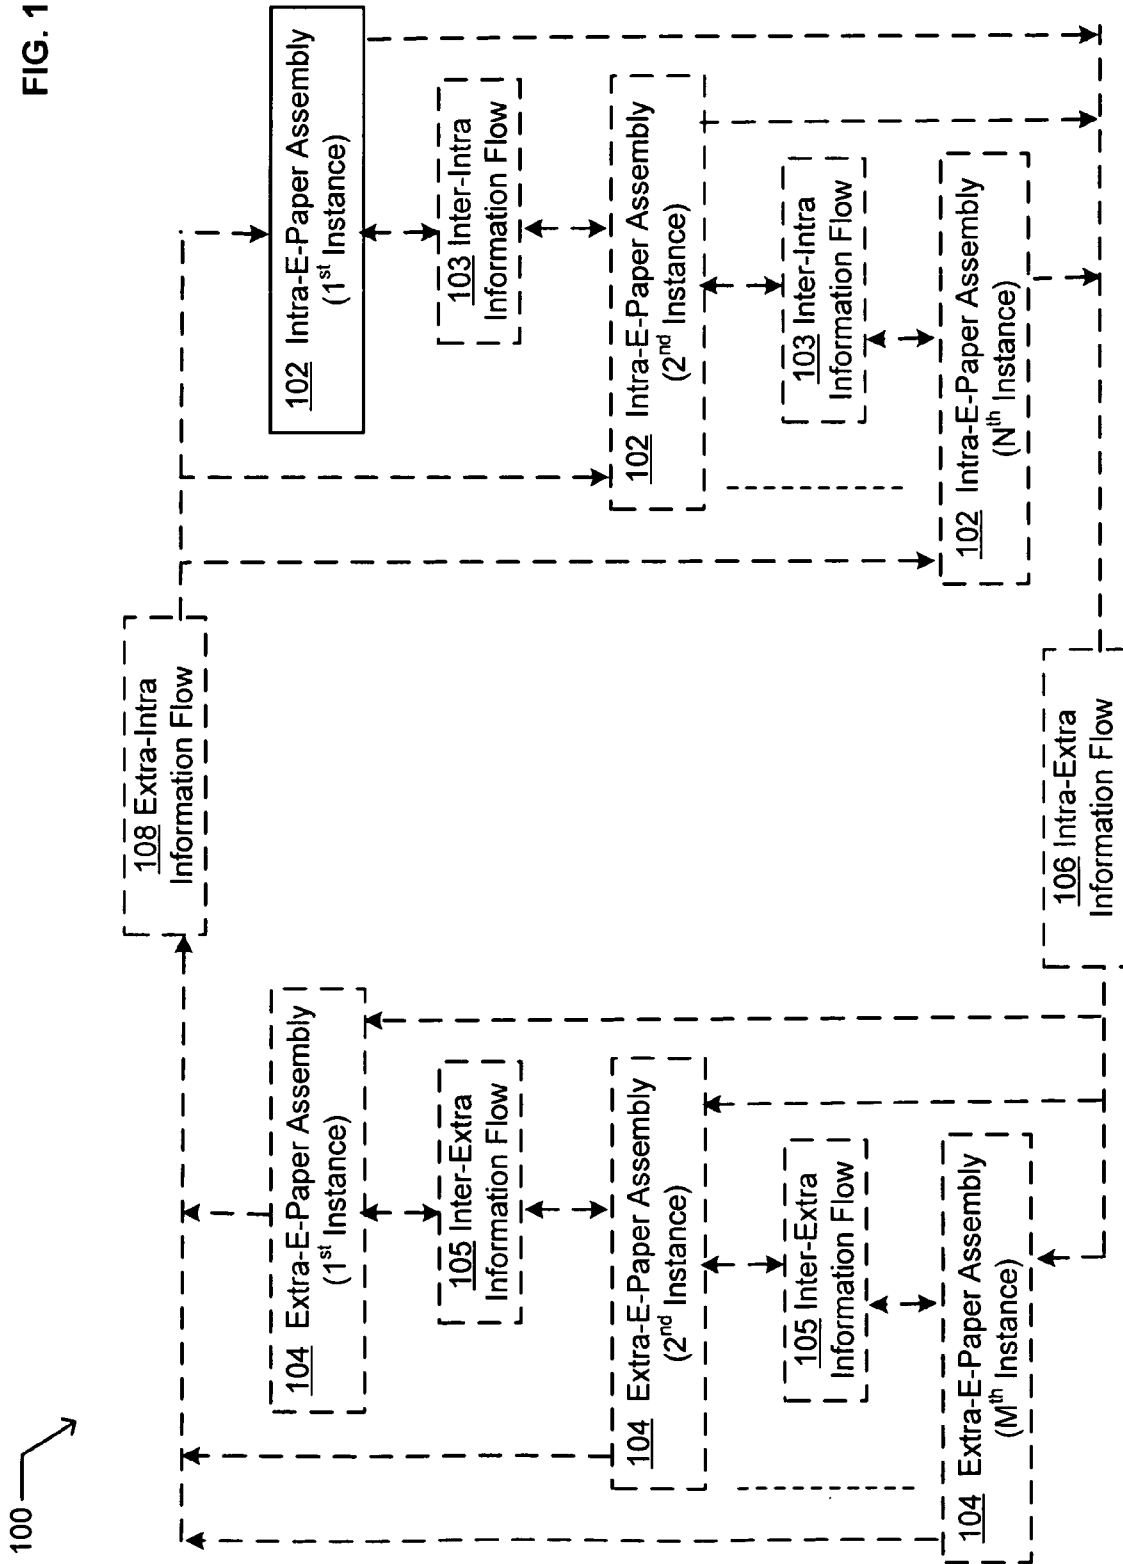 FIG. 1
100
108 Extra-Intra
Information Flow
104 Extra-E-Paper Assembly
(1st Instance)
102 Intra-E-Paper Assembly
(1st Instance)
105 Inter-Extra
Information Flow
103 Inter-Intra
Information Flow
104 Extra-E-Paper Assembly
(2nd Instance)
102 Intra-E-Paper Assembly
(2nd Instance)
105 Inter-Extra
Information Flow
103 Inter-Intra
Information Flow
104 Extra-E-Paper Assembly
(Mth Instance)
102 Intra-E-Paper Assembly
(Nth Instance)
106 Intra-Extra
Information Flow